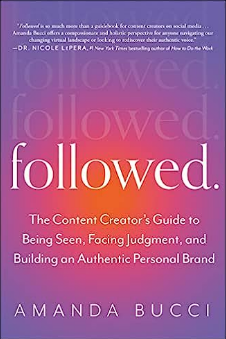 "Followed is so much more than a guidebook for content creators on social media . . .
Amanda Bucci offers a compassionate and holistic perspective for anyone navigating our
changing virtual landscape or looking to rediscover their authentic voice."
—DR. NICOLE LePERA, #1 New York Times bestselling author of How to Do the Work
followed.
followed.
followed.
The Content Creator's Guide to
Being Seen, Facing Judgment, and
Building an Authentic Personal Brand
AMANDA BUCCI